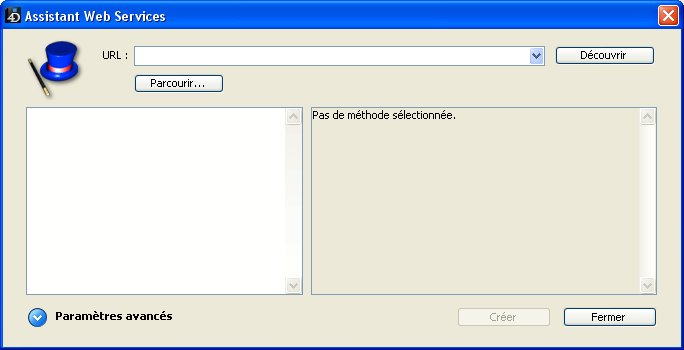 4D Assistant Web Services
URL : Découvrir
Parcourir...
Pas de méthode sélectionnée.
Paramètres avancés Créer Fermer